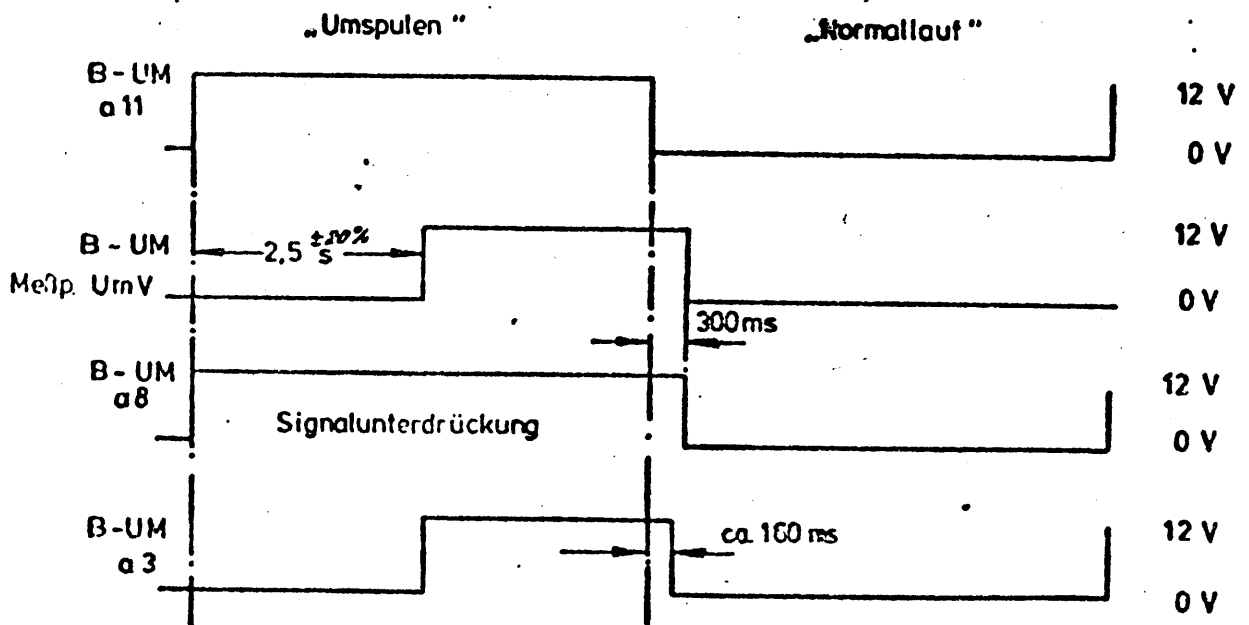 „Umspulen“ „Normallauf“
B-UM
a 11
12 V
0 V
B-UM
Meßp. UmV
2,5 s
12 V
0 V
300 ms
B-UM
a 8
Signalunterdrückung
12 V
0 V
B-UM
a 3
ca. 160 ms
12 V
0 V